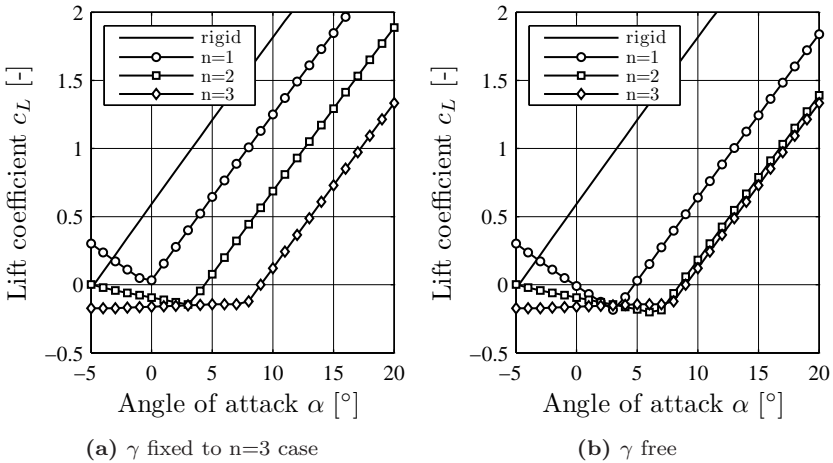 2
1.5
1
0.5
0
−0.5
−5 0 5 10 15 20
Lift coefficient c_L [-]
Angle of attack α [°]
rigid
n=1
n=2
n=3
(a) γ fixed to n=3 case
2
1.5
1
0.5
0
−0.5
−5 0 5 10 15 20
Lift coefficient c_L [-]
Angle of attack α [°]
rigid
n=1
n=2
n=3
(b) γ free